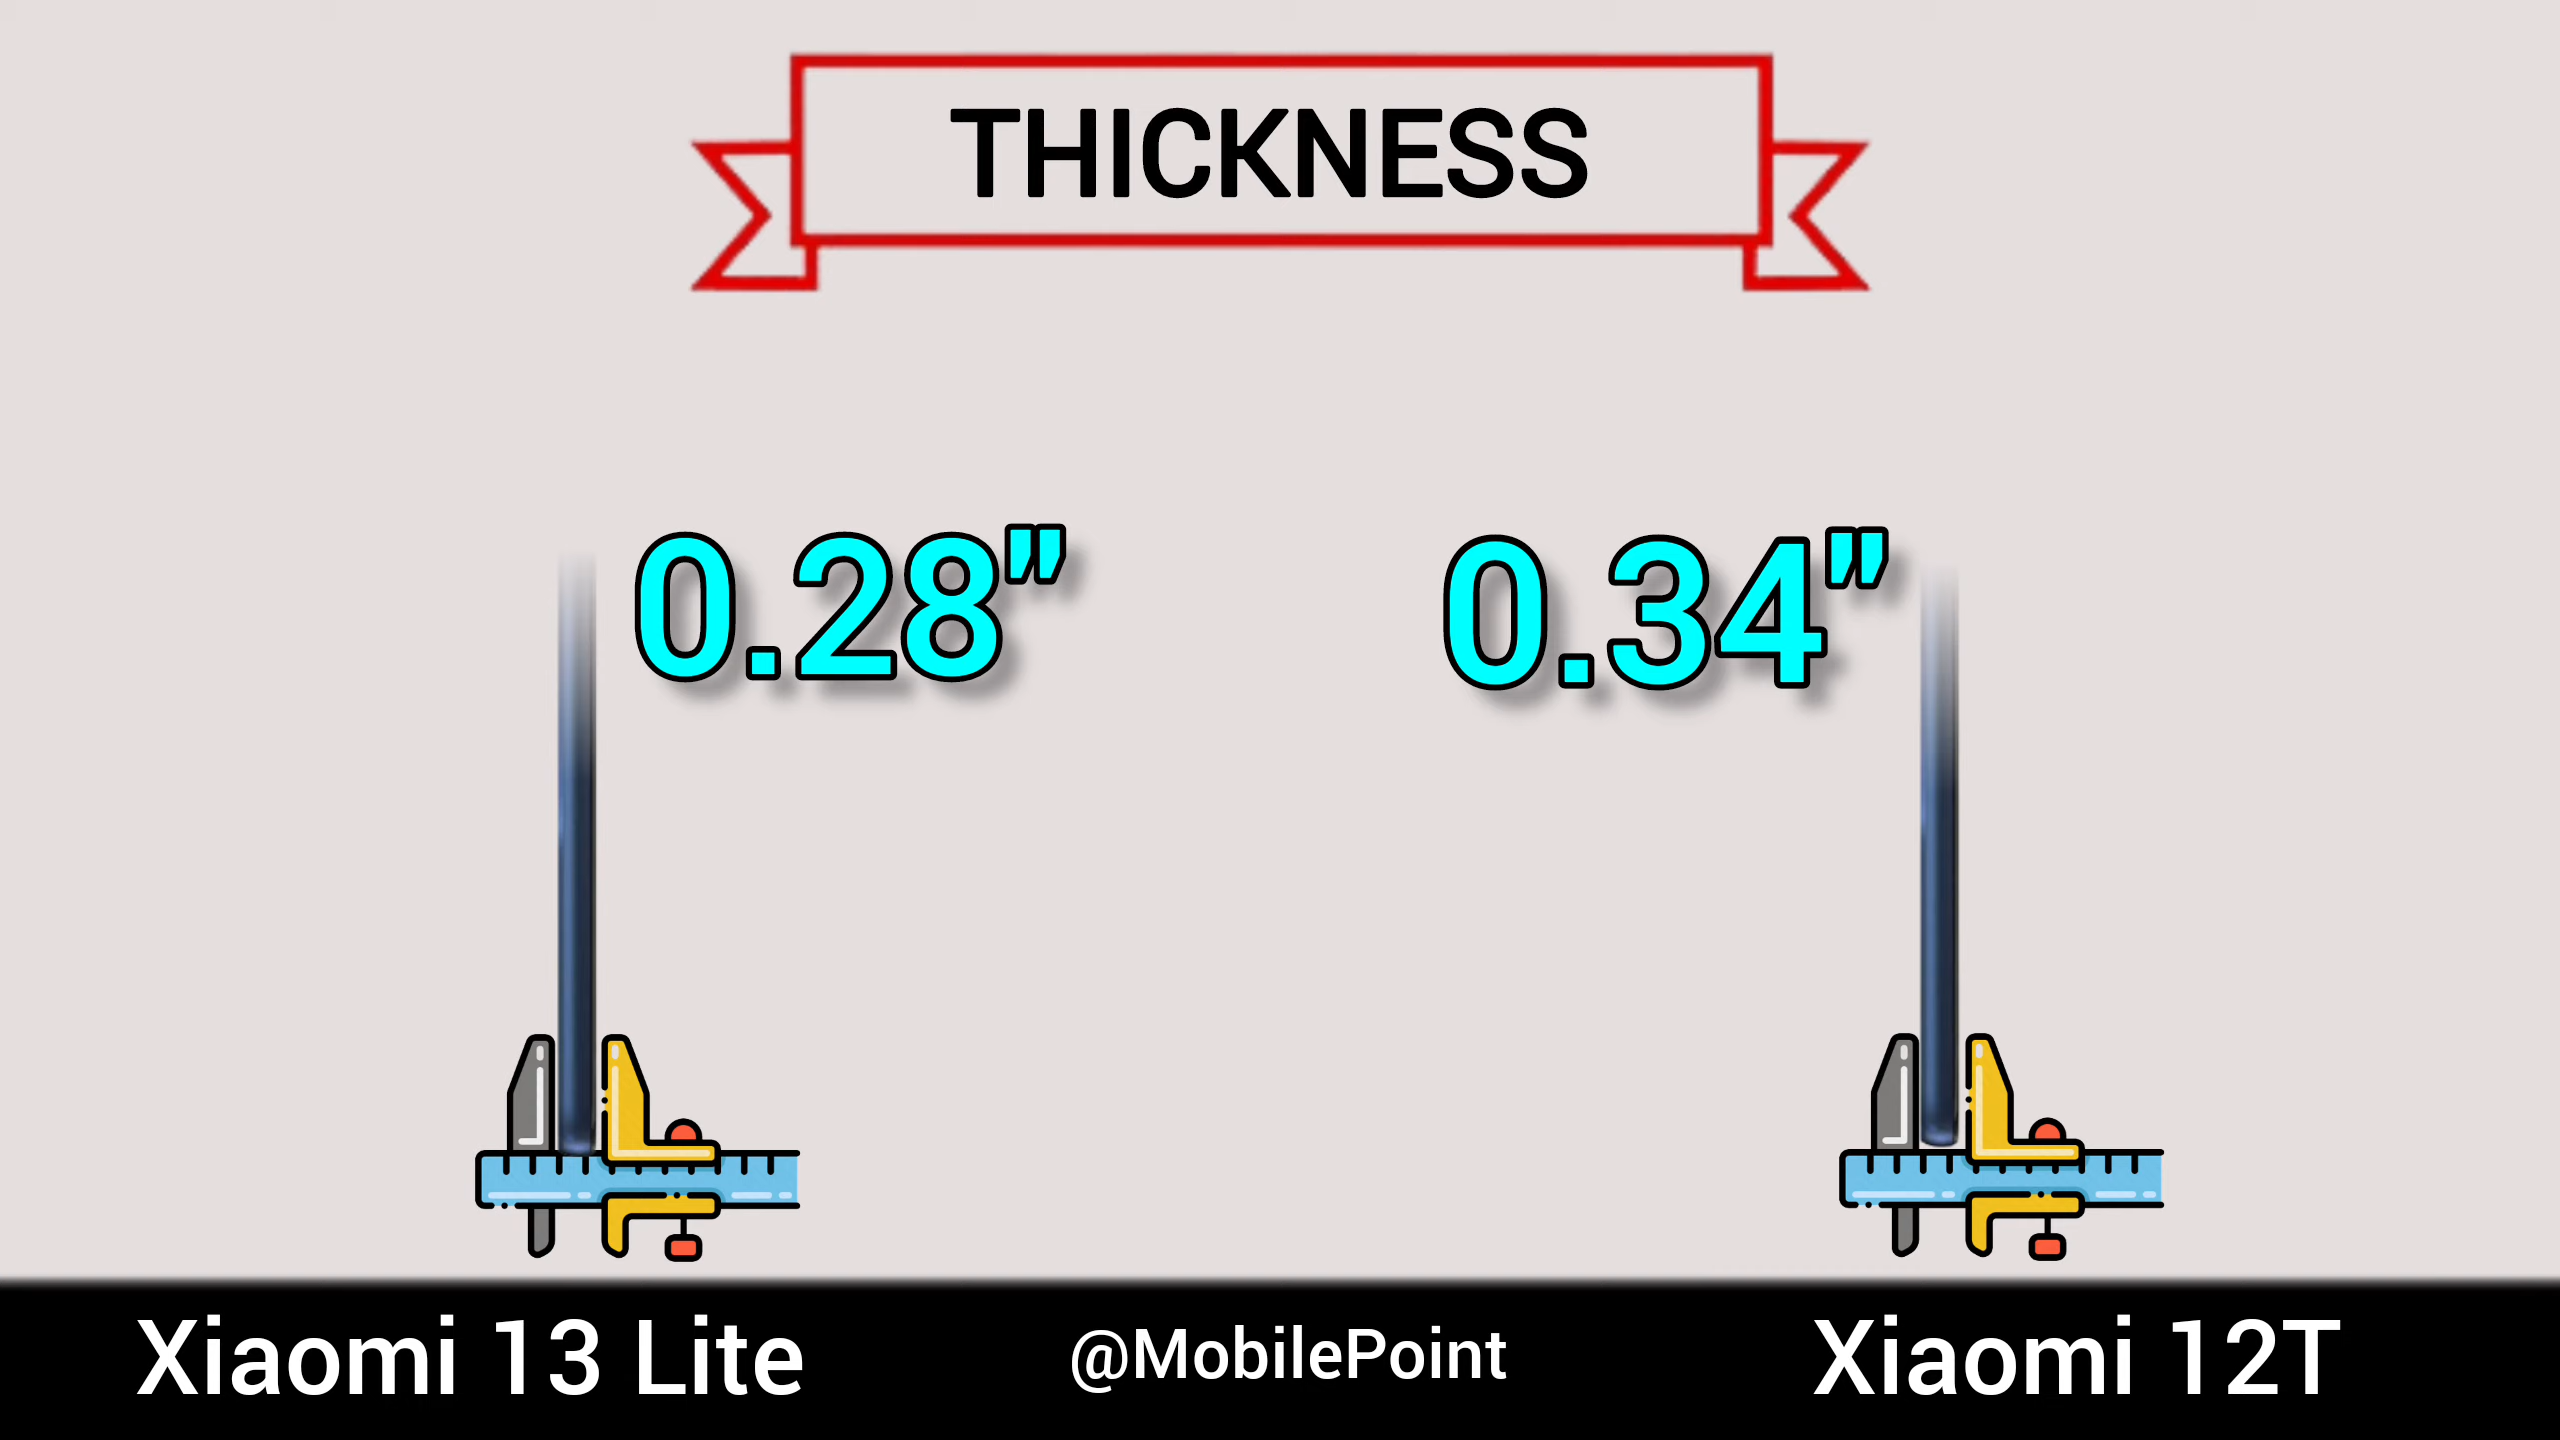 THICKNESS
0.28"
0.34"
Xiaomi 13 Lite
@MobilePoint
Xiaomi 12T